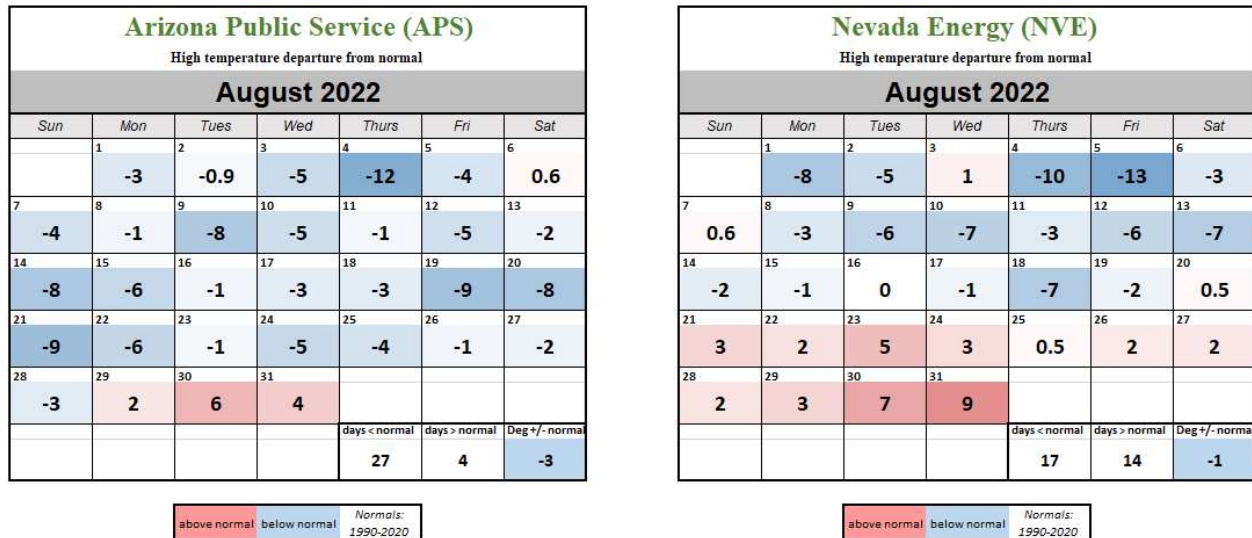 Arizona Public Service (APS)
High temperature departure from normal
August 2022
Sun Mon Tues Wed Thurs Fri Sat
1 2 3 4 5 6
-3 -0.9 -5 -12 -4 0.6
7 8 9 10 11 12 13
-4 -1 -8 -5 -1 -5 -2
14 15 16 17 18 19 20
-8 -6 -1 -3 -3 -9 -8
21 22 23 24 25 26 27
-9 -6 -1 -5 -4 -1 -2
28 29 30 31
-3 2 6 4
days < normal days > normal Deg +/- normal
27 4 -3
above normal below normal Normals:
1990-2020
Nevada Energy (NVE)
High temperature departure from normal
August 2022
Sun Mon Tues Wed Thurs Fri Sat
1 2 3 4 5 6
-8 -5 1 -10 -13 -3
7 8 9 10 11 12 13
0.6 -3 -6 -7 -3 -6 -7
14 15 16 17 18 19 20
-2 -1 0 -1 -7 -2 0.5
21 22 23 24 25 26 27
3 2 5 3 0.5 2 2
28 29 30 31
2 3 7 9
days < normal days > normal Deg +/- norma
17 14 -1
above normal below normal Normals:
1990-2020